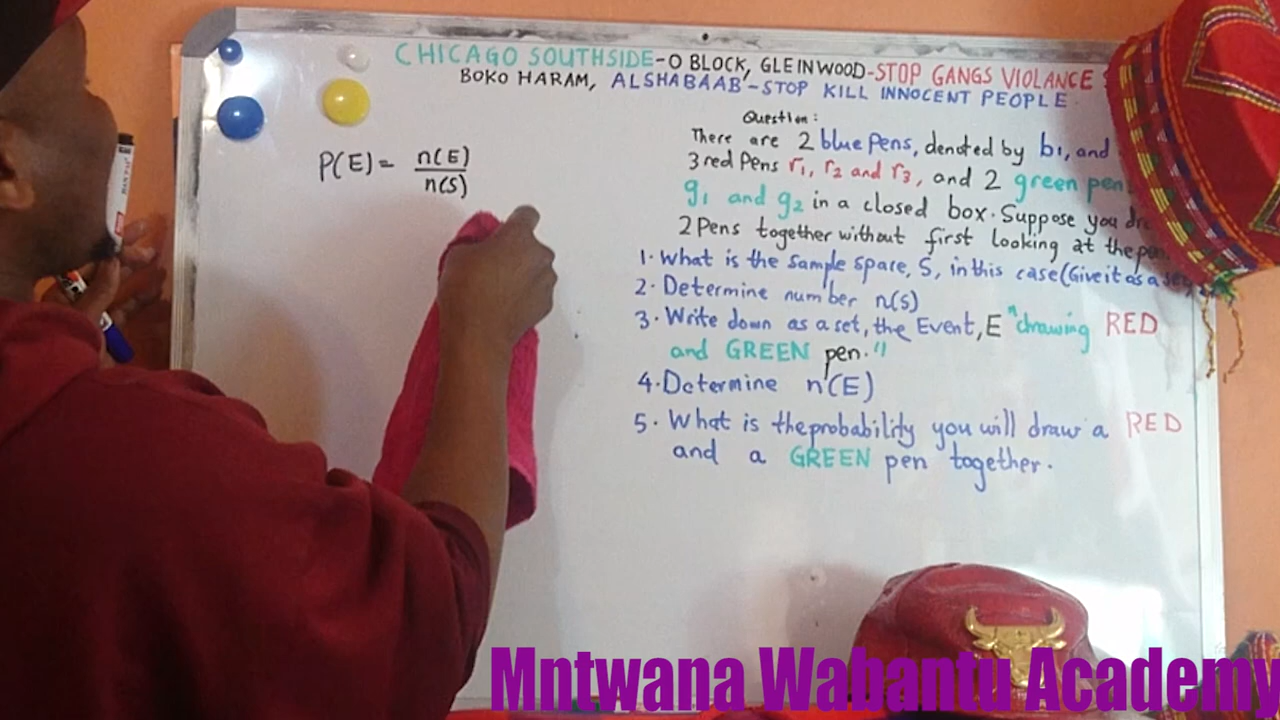 CHICAGO SOUTHSIDE-O BLOCK, GLEINWOOD-STOP GANGS VIOLANCE
BOKO HARAM, ALSHABAAB-STOP KILL INNOCENT PEOPLE
Question:
There are 2 blue Pens, denoted by b1, and
3 red Pens r1, r2 and r3, and 2 green
g1 and g2 in a closed box. Suppose you
2 Pens together without first looking at the
1. What is the Sample space, S, in this case (Give it as a
2. Determine number n(S)
3. Write down as a set, the Event, E "drawing RED
and GREEN pen."
4. Determine n(E)
5. What is the probability you will draw a RED
and a GREEN pen together.
P(E) = n(E)
n(S)
Mntwana Wabantu Academy